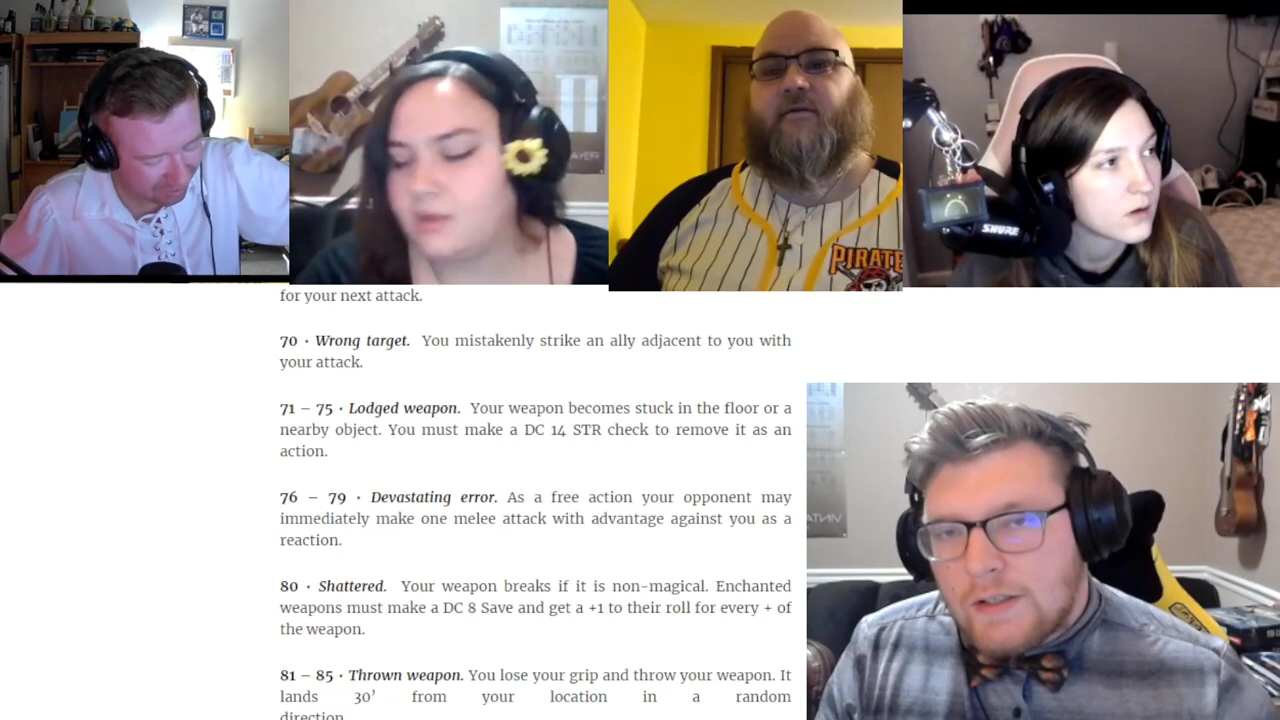 SHURE
PIRATE
for your next attack.
70 · Wrong target. You mistakenly strike an ally adjacent to you with
your attack.
71 – 75 · Lodged weapon. Your weapon becomes stuck in the floor or a
nearby object. You must make a DC 14 STR check to remove it as an
action.
76 – 79 · Devastating error. As a free action your opponent may
immediately make one melee attack with advantage against you as a
reaction.
80 · Shattered. Your weapon breaks if it is non-magical. Enchanted
weapons must make a DC 8 Save and get a +1 to their roll for every + of
the weapon.
81 – 85 · Thrown weapon. You lose your grip and throw your weapon. It
lands 30’ from your location in a random
direction